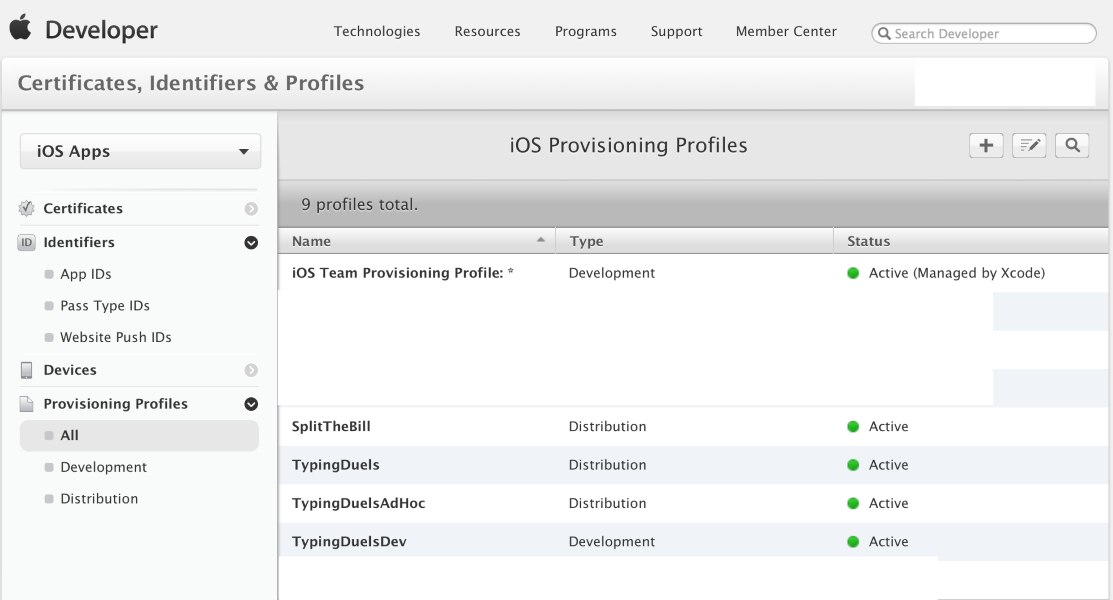 Developer
Technologies Resources Programs Support Member Center Search Developer
Certificates, Identifiers & Profiles
iOS Apps
iOS Provisioning Profiles
9 profiles total.
Certificates
ID Identifiers
App IDs
Pass Type IDs
Website Push IDs
Devices
Provisioning Profiles
All
Development
Distribution
Name Type Status
iOS Team Provisioning Profile: * Development Active (Managed by Xcode)
SplitTheBill Distribution Active
TypingDuels Distribution Active
TypingDuelsAdHoc Distribution Active
TypingDuelsDev Development Active